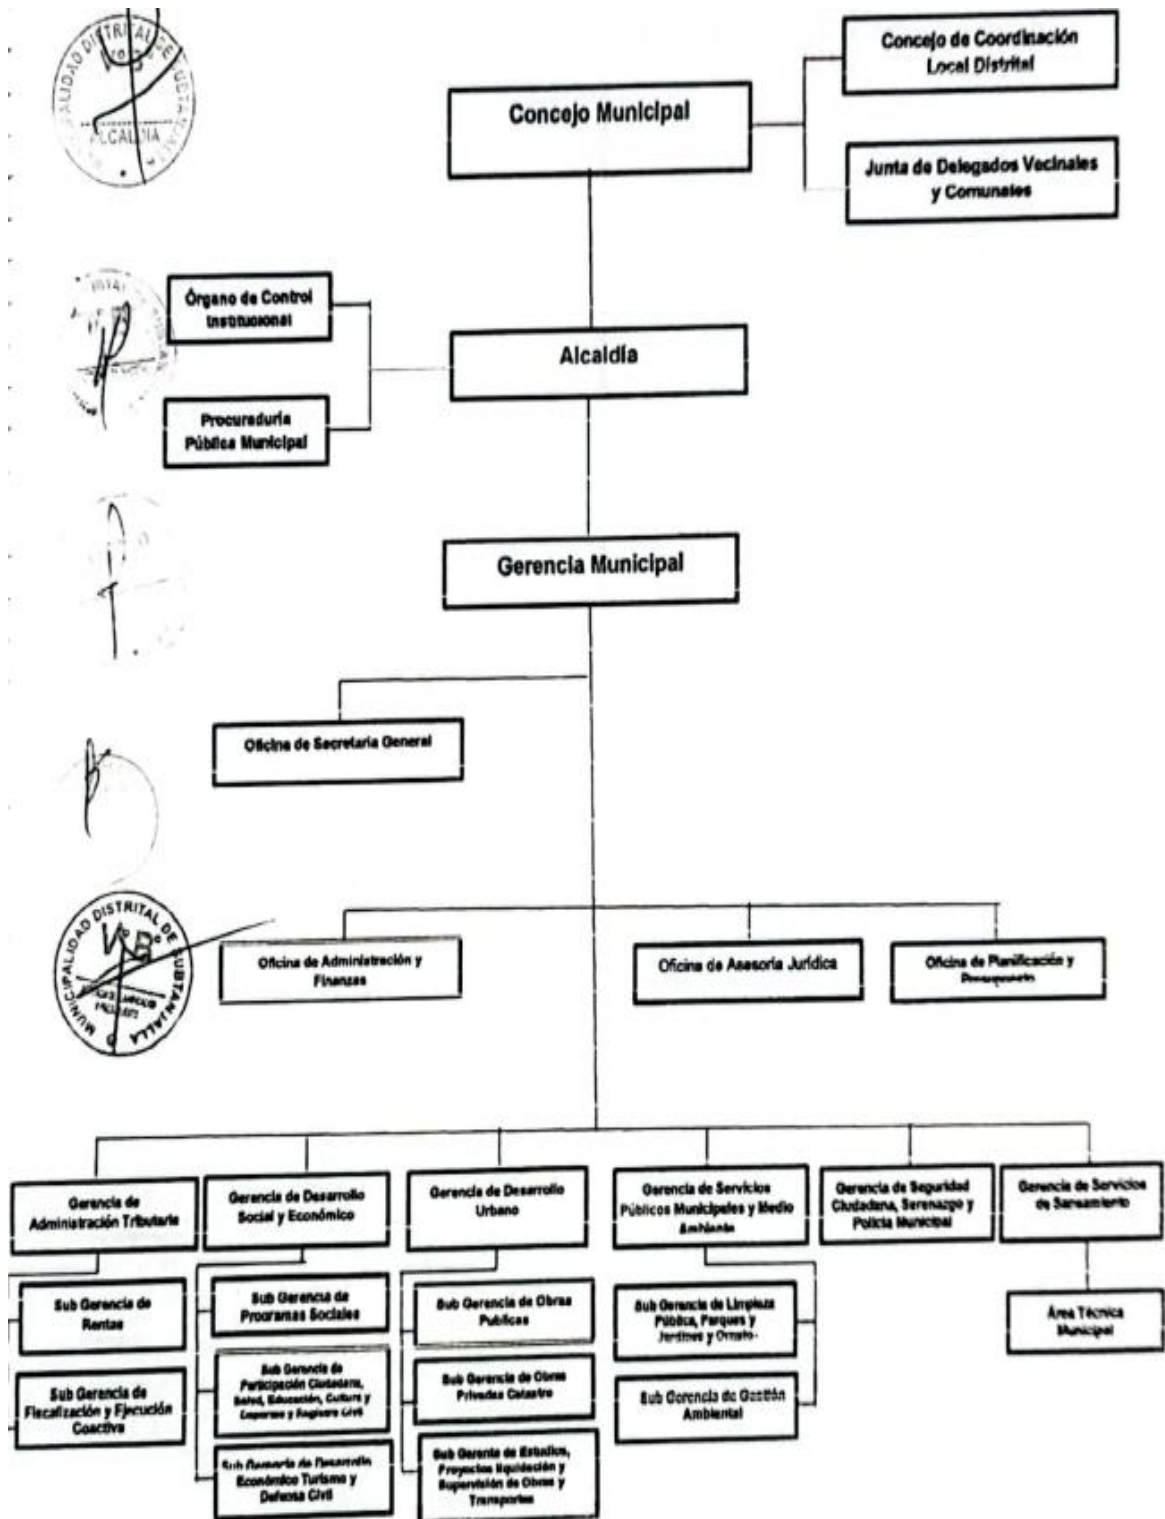 Concejo de Coordinación
Local Distrital
Concejo Municipal
Junta de Delegados Vecinales
y Comunales
ALCALDIA
Órgano de Control
Institucional
Alcaldía
Procuraduría
Pública Municipal
Gerencia Municipal
Oficina de Secretaria General
MUNICIPALIDAD DISTRITAL DE SUBTANJALLA
VºBº
Oficina de Administración y
Finanzas
Oficina de Asesoría Jurídica
Oficina de Planificación y
Presupuesto
Gerencia de
Administración Tributaria
Gerencia de Desarrollo
Social y Económico
Gerencia de Desarrollo
Urbano
Gerencia de Servicios
Públicos Municipales y Medio
Ambiente
Gerencia de Seguridad
Ciudadana, Serenazgo y
Policia Municipal
Gerencia de Servicios
de Saneamiento
Sub Gerencia de
Rentas
Sub Gerencia de
Programas Sociales
Sub Gerencia de Obras
Publicas
Sub Gerencia de Limpieza
Pública, Parques y
Jardines y Ornato-
Área Técnica
Municipal
Sub Gerencia de
Fiscalización y Ejecución
Coactiva
Sub Gerencia de
Participación Ciudadana,
Salud, Educación, Cultura y
Deportes y Registro Civil
Sub Gerencia de Obras
Privadas Catastro
Sub Gerencia de Gestión
Ambiental
Sub Gerencia de Desarrollo
Económico Turismo y
Defensa Civil
Sub Gerente de Estudios,
Proyectos liquidación y
Supervisión de Obras y
Transportes